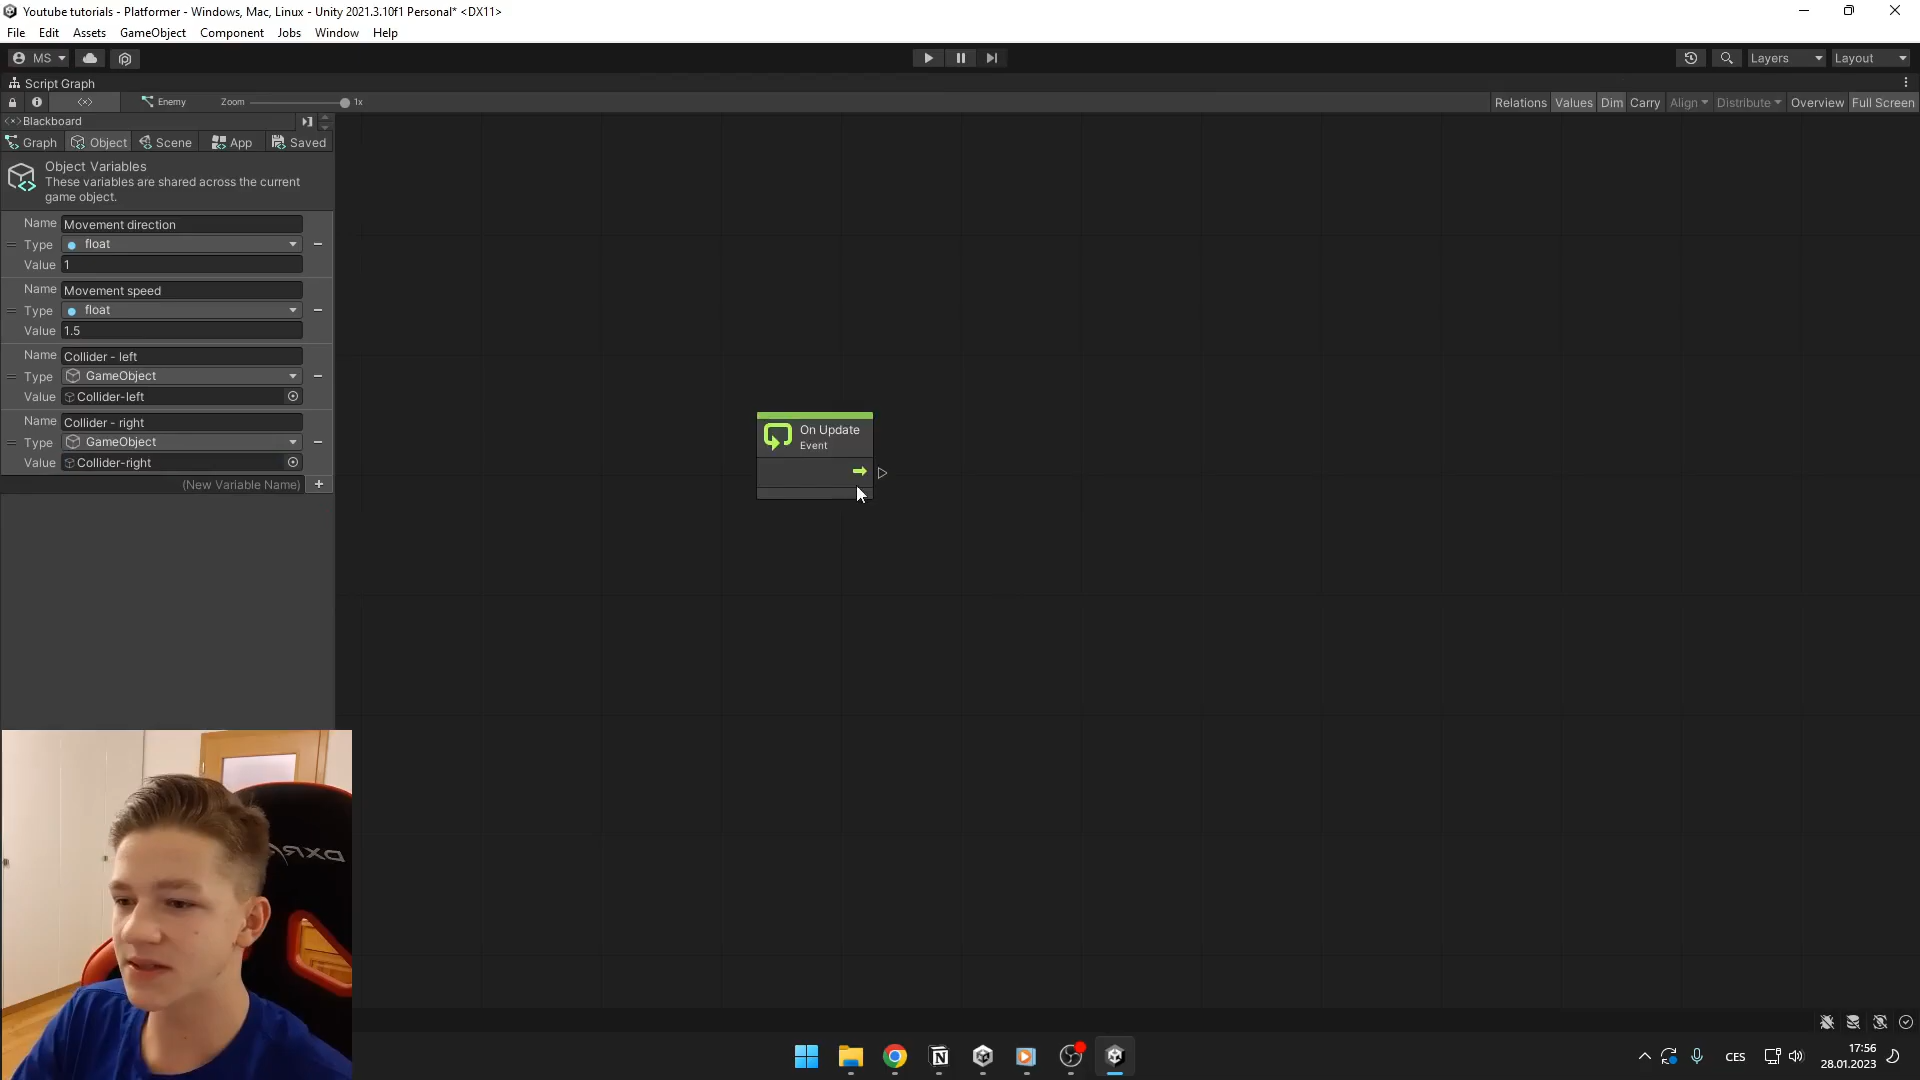 Youtube tutorials - Platformer - Windows, Mac, Linux - Unity 2021.3.10f1 Personal* <DX11>
File Edit Assets GameObject Component Jobs Window Help
MS Layers Layout
Script Graph
Enemy Zoom 1x Relations Values Dim Carry Align Distribute Overview Full Screen
Blackboard
Graph Object Scene App Saved
Object Variables
These variables are shared across the current
game object.
Name Movement direction
Type float
Value 1
Name Movement speed
Type float
Value 1.5
Name Collider - left
Type GameObject
Value Collider-left
Name Collider - right
Type GameObject
Value Collider-right
(New Variable Name) +
On Update
Event
DXRA
CES
17:56
28.01.2023